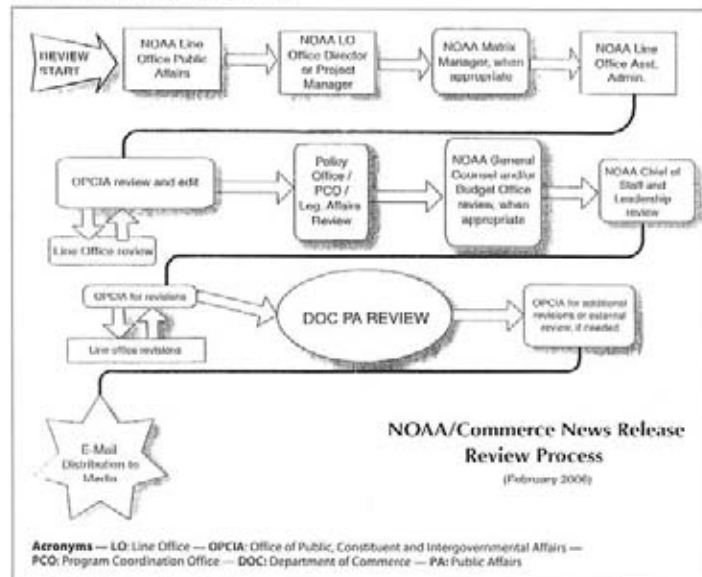 REVIEW
START
NOAA Line
Office Public
Affairs
NOAA LO
Office Director
or Project
Manager
NOAA Matrix
Manager, when
appropriate
NOAA Line
Office Asst.
Admin.
OPCIA review and edit
Line Office review
Policy
Office /
PCO /
Leg. Affairs
Review
NOAA General
Counsel and/or
Budget Office
review, when
appropriate
NOAA Chief of
Staff and
Leadership
review
OPCIA for revisions
Line office revisions
DOC PA REVIEW
OPCIA for additional
revisions or external
review, if needed
E-Mail
Distribution to
Media
NOAA/Commerce News Release
Review Process
(February 2006)
Acronyms — LO: Line Office — OPCIA: Office of Public, Constituent and Intergovernmental Affairs —
PCO: Program Coordination Office — DOC: Department of Commerce — PA: Public Affairs